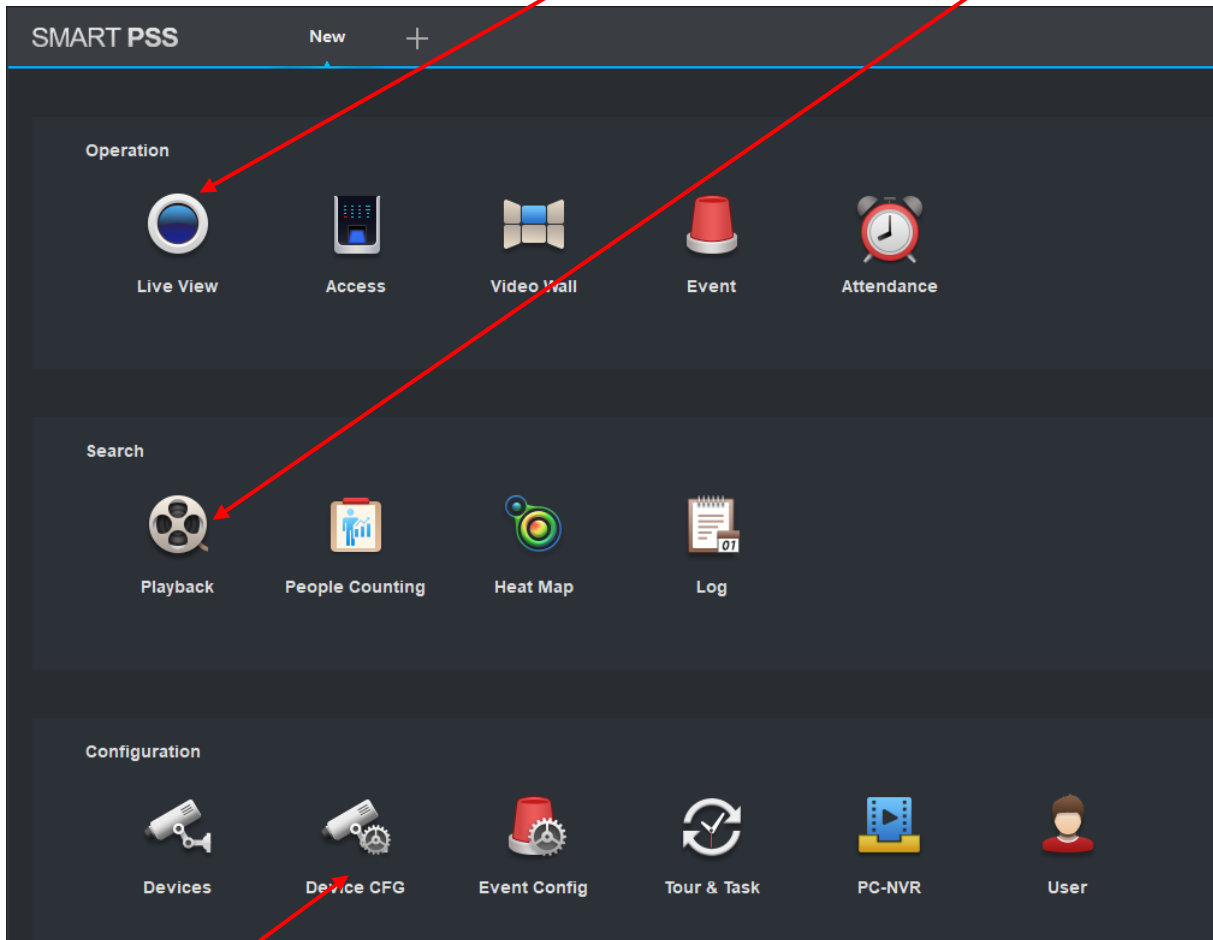 SMART PSS New +
Operation
Live View Access Video Wall Event Attendance
Search
01
Playback People Counting Heat Map Log
Configuration
Devices Device CFG Event Config Tour & Task PC-NVR User